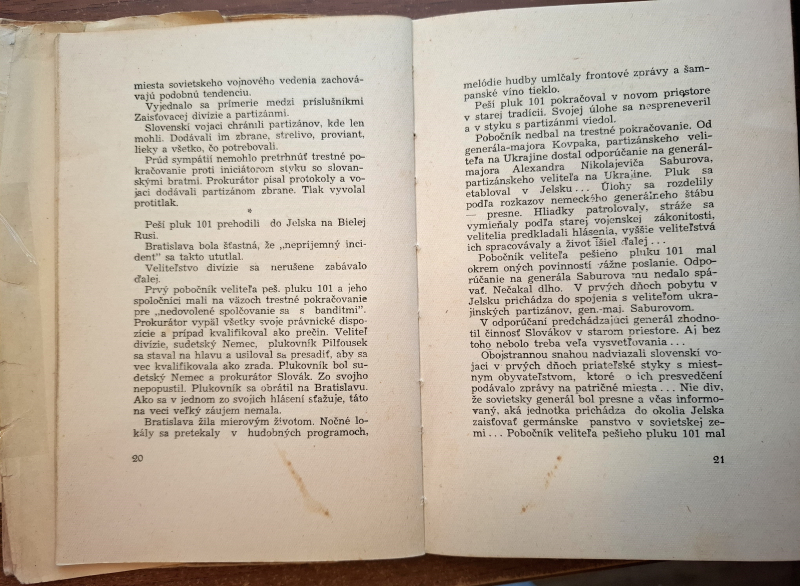 miesta sovietskeho vojnového vedenia zachová-
vajú podobnú tendenciu.
Vyjednalo sa prímerie medzi príslušníkmi
Zaisťovacej divízie a partizánmi.
Slovenskí vojaci chránili partizánov, kde len
mohli. Dodávali im zbrane, strelivo, proviant,
lieky a všetko, čo potrebovali.
Prúd sympátií nemohlo pretrhnúť trestné po-
kračovanie proti iniciátorom styku so slovan-
skými bratmi. Prokurátor písal protokoly a vo-
jaci dodávali partizánom zbrane. Tlak vyvolal
protitlak.
*
Peší pluk 101 prehodili do Jelska na Bielej
Rusi.
Bratislava bola šťastná, že „neprijemný inci-
dent" sa takto ututlal.
Veliteľstvo divízie sa nerušene zabávalo
ďalej.
Prvý pobočník veliteľa peš. pluku 101 a jeho
spoločníci mali na väzoch trestné pokračovanie
pre „nedovolené spolčovanie sa s banditmi".
Prokurátor vypäl všetky svoje právnické dispo-
zície a prípad kvalifikoval ako prečin. Veliteľ
divízie, sudetský Nemec, plukovník Pilfousek
sa staval na hlavu a usiloval sa presadiť, aby sa
vec kvalifikovala ako zrada. Plukovník bol su-
detský Nemec a prokurátor Slovák. Zo svojho
nepopustil. Plukovník sa obrátil na Bratislavu.
Ako sa v jednom zo svojich hlásení sťažuje, táto
na veci veľký záujem nemala.
Bratislava žila mierovým životom. Nočné lo-
kály sa pretekaly v hudobných programoch,
20
melódie hudby umlčaly frontové zprávy a šam-
panské víno tieklo.
Peší pluk 101 pokračoval v novom priestore
v starej tradícii. Svojej úlohe sa nespreneveril
a v styku s partizánmi viedol.
Pobočník nedbal na trestné pokračovanie. Od
generála-majora Kovpaka, partizánskeho veli-
teľa na Ukrajine dostal odporúčanie na generál-
majora Alexandra Nikolajeviča Saburova,
partizánskeho veliteľa na Ukrajine. Pluk sa
etabloval v Jelsku... Úlohy sa rozdelily
podľa rozkazov nemeckého generálneho štábu
— presne. Hliadky patrolovaly, stráže sa
vymieňaly podľa starej vojenskej zákonitosti,
velitelia predkladali hlásenia, vyššie veliteľstvá
ich spracovávaly a život išiel ďalej...
Pobočník veliteľa pešieho pluku 101 mal
okrem oných povinností vážne poslanie. Odpo-
rúčanie na generála Saburova mu nedalo spá-
vať. Nečakal dlho. V prvých dňoch pobytu v
Jelsku prichádza do spojenia s veliteľom ukra-
jinských partizánov, gen.-maj. Saburovom.
V odporúčaní predchádzajúci generál zhodno-
til činnosť Slovákov v starom priestore. Aj bez
toho nebolo treba veľa vysvetľovania...
Obojstrannou snahou nadviazali slovenskí vo-
jaci v prvých dňoch priateľské styky s miest-
nym obyvateľstvom, ktoré o ich presvedčení
podávalo zprávy na patričné miesta... Nie div,
že sovietsky generál bol presne a včas informo-
vaný, aká jednotka prichádza do okolia Jelska
zaisťovať germánske panstvo v sovietskej ze-
mi... Pobočník veliteľa pešieho pluku 101 mal
21